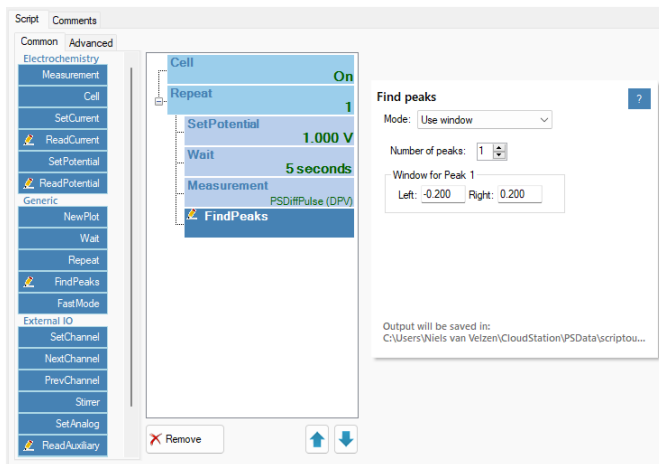 Script Comments
Common Advanced
Electrochemistry
Measurement
Cell
SetCurrent
ReadCurrent
SetPotential
ReadPotential
Generic
NewPlot
Wait
Repeat
FindPeaks
FastMode
External IO
SetChannel
NextChannel
PrevChannel
Stirrer
SetAnalog
ReadAuxiliary
Cell
On
Repeat
1
SetPotential
1.000 V
Wait
5 seconds
Measurement
PSDiffPulse (DPV)
FindPeaks
Remove
Find peaks
?
Mode: Use window
Number of peaks: 1
Window for Peak 1
Left: -0.200 Right: 0.200
Output will be saved in:
C:\Users\Niels van Velzen\CloudStation\PSData\scriptou...